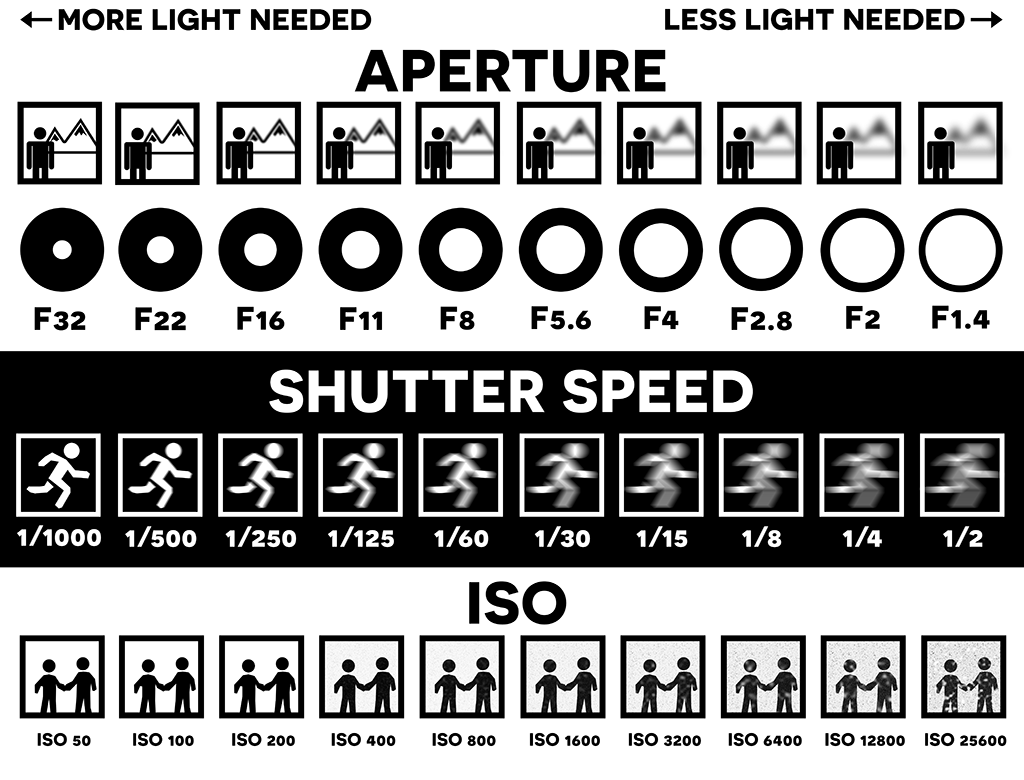 ←MORE LIGHT NEEDED
LESS LIGHT NEEDED→
APERTURE
F32 F22 F16 F11 F8 F5.6 F4 F2.8 F2 F1.4
SHUTTER SPEED
1/1000 1/500 1/250 1/125 1/60 1/30 1/15 1/8 1/4 1/2
ISO
ISO 50 ISO 100 ISO 200 ISO 400 ISO 800 ISO 1600 ISO 3200 ISO 6400 ISO 12800 ISO 25600